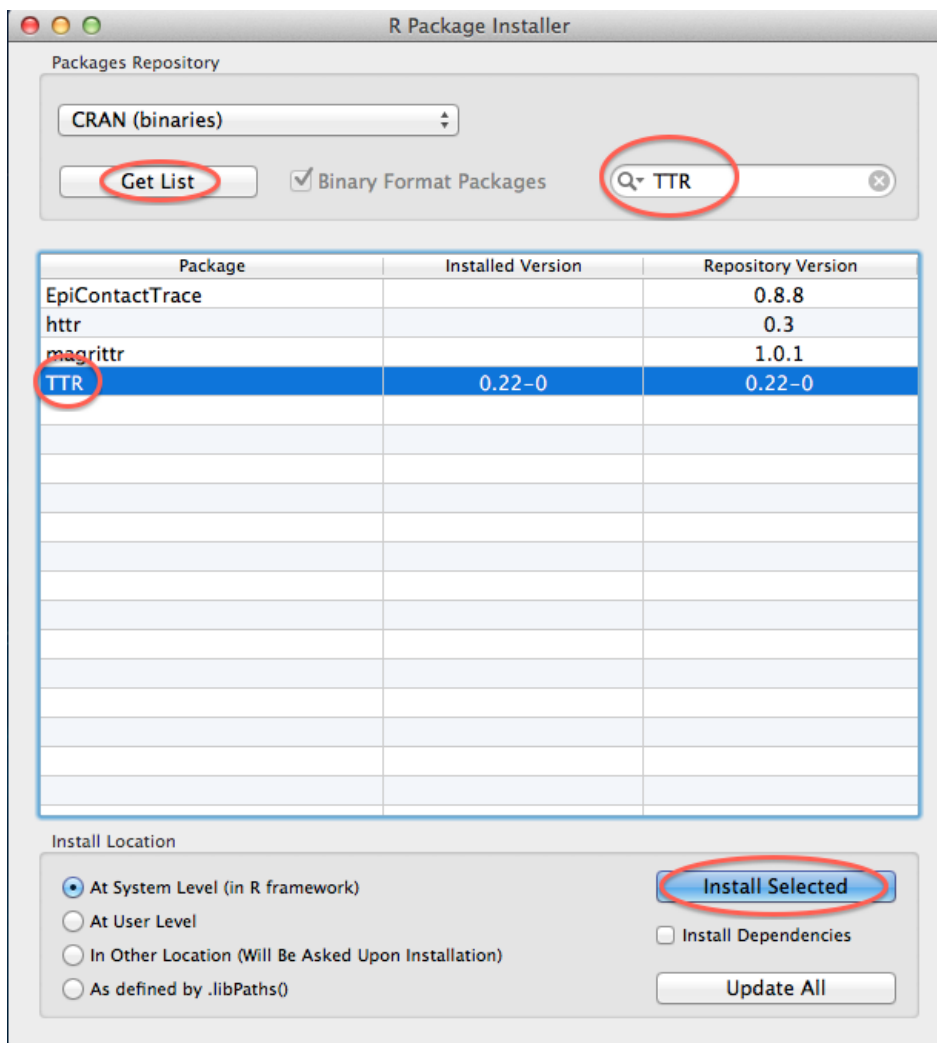 R Package Installer
Packages Repository
CRAN (binaries)
Get List
Binary Format Packages
TTR
Package Installed Version Repository Version
EpiContactTrace 0.8.8
httr 0.3
magrittr 1.0.1
TTR 0.22-0 0.22-0
Install Location
At System Level (in R framework)
At User Level
In Other Location (Will Be Asked Upon Installation)
As defined by .libPaths()
Install Selected
Install Dependencies
Update All